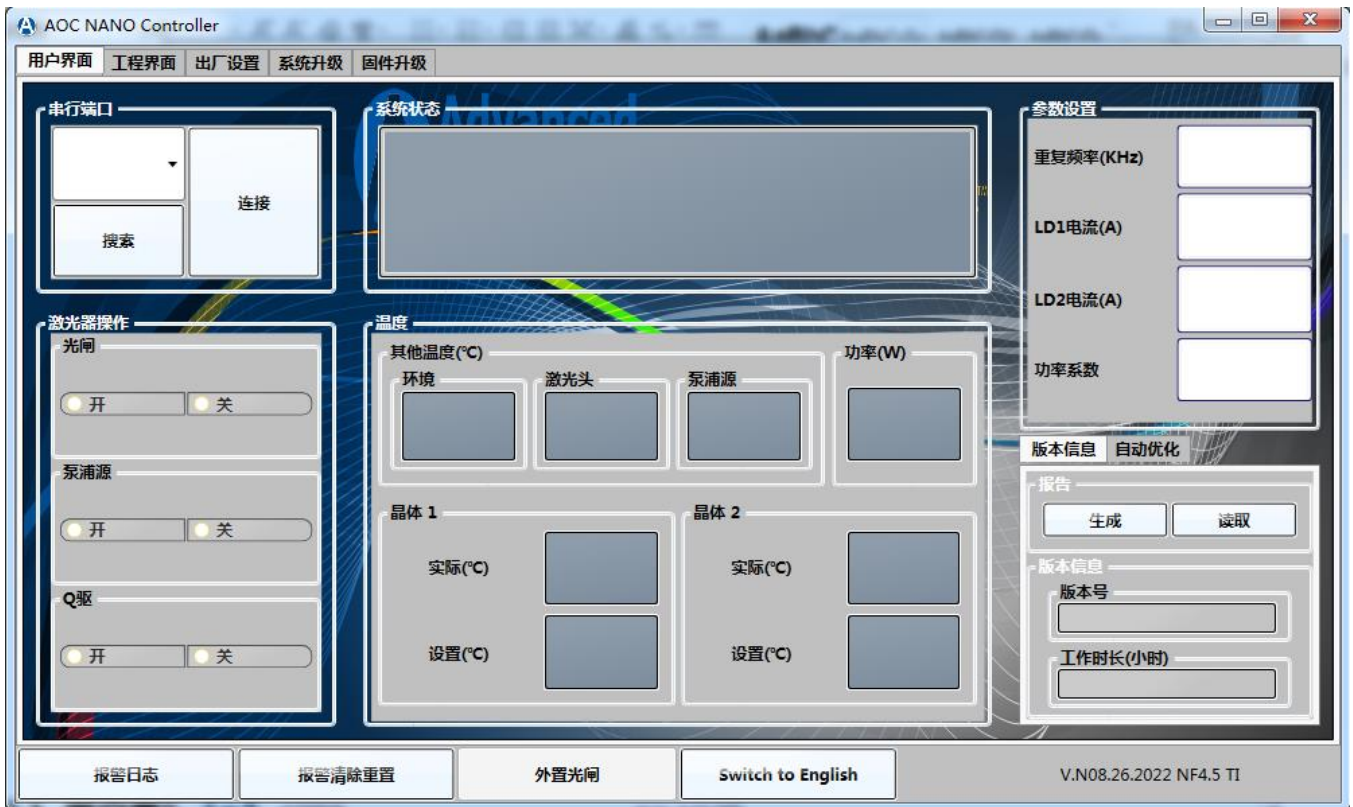 AOC NANO Controller
用户界面 工程界面 出厂设置 系统升级 固件升级
串行端口
连接
搜索
系统状态
Advanced
参数设置
重复频率(KHz)
LD1电流(A)
LD2电流(A)
功率系数
激光器操作
光闸
开 关
泵浦源
开 关
Q驱
开 关
温度
其他温度(℃)
环境 激光头 泵浦源
功率(W)
晶体 1
实际(℃)
设置(℃)
晶体 2
实际(℃)
设置(℃)
版本信息 自动优化
报告
生成 读取
版本信息
版本号
工作时长(小时)
报警日志 报警清除重置 外置光闸 Switch to English V.N08.26.2022 NF4.5 TI